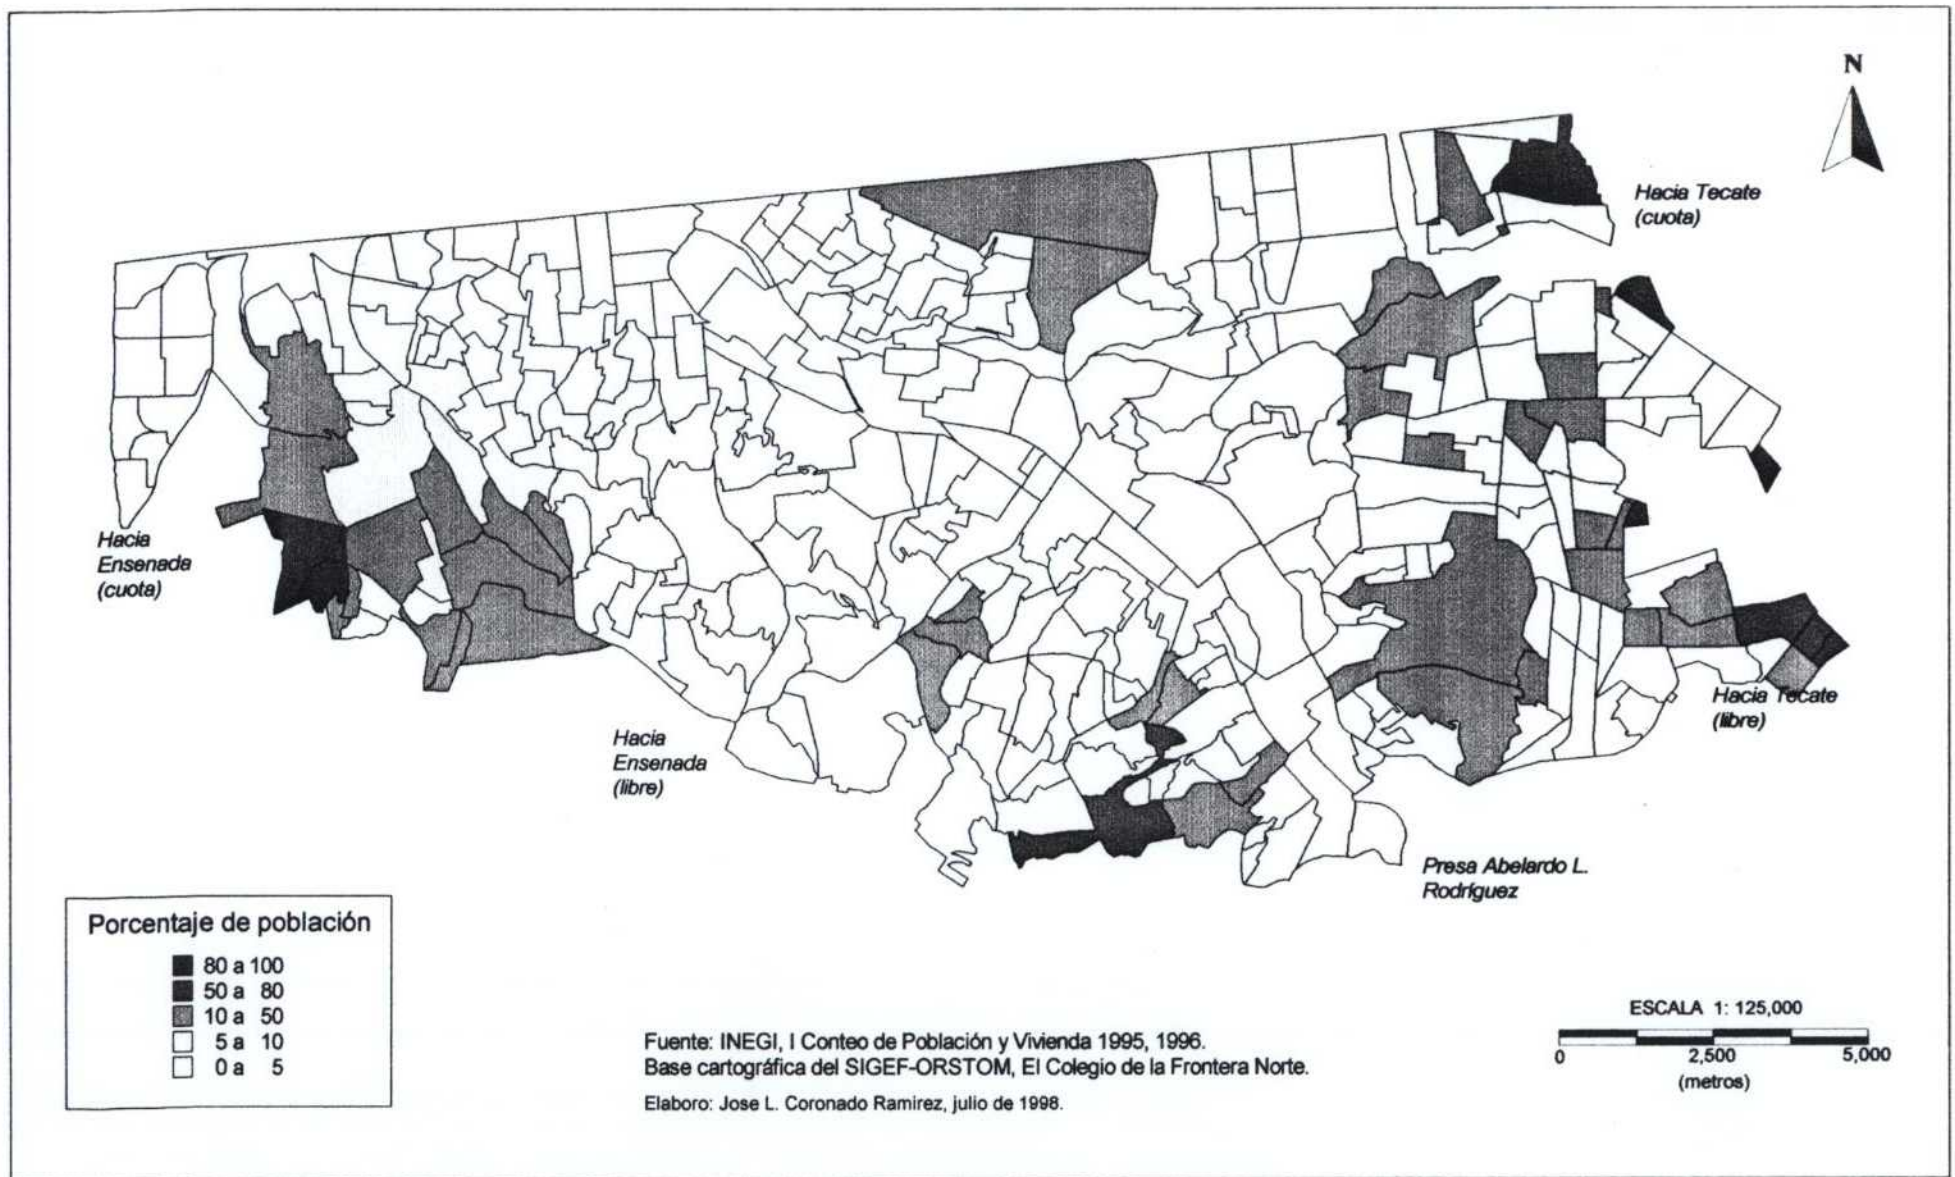 N
Hacia Tecate
(cuota)
Hacia
Ensenada
(cuota)
Hacia Tecate
(libre)
Hacia
Ensenada
(libre)
Presa Abelardo L.
Rodríguez
Porcentaje de población
80 a 100
50 a 80
10 a 50
5 a 10
0 a 5
Fuente: INEGI, I Conteo de Población y Vivienda 1995, 1996.
Base cartográfica del SIGEF-ORSTOM, El Colegio de la Frontera Norte.
Elaboro: Jose L. Coronado Ramirez, julio de 1998.
ESCALA 1: 125,000
0 2,500 5,000
(metros)